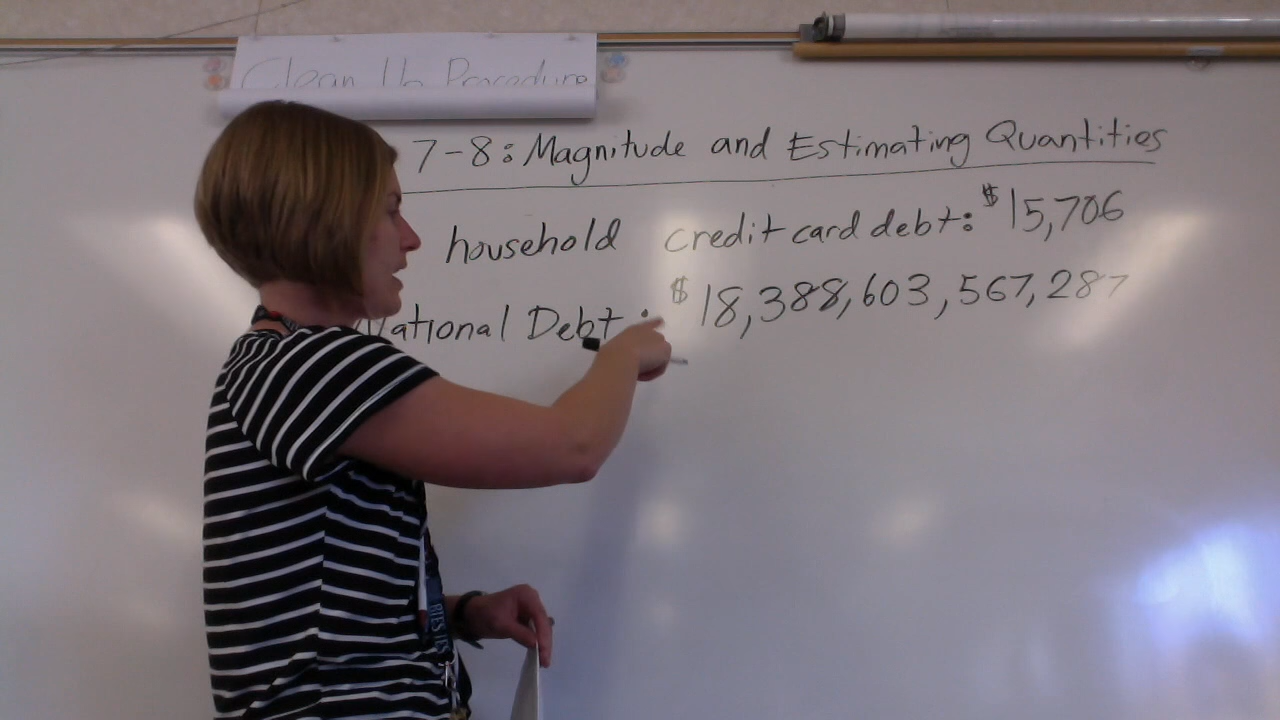 Clean Up Procedure
7-8: Magnitude and Estimating Quantities
household credit card debt: $15,706
National Debt: $18,388,603,567,287